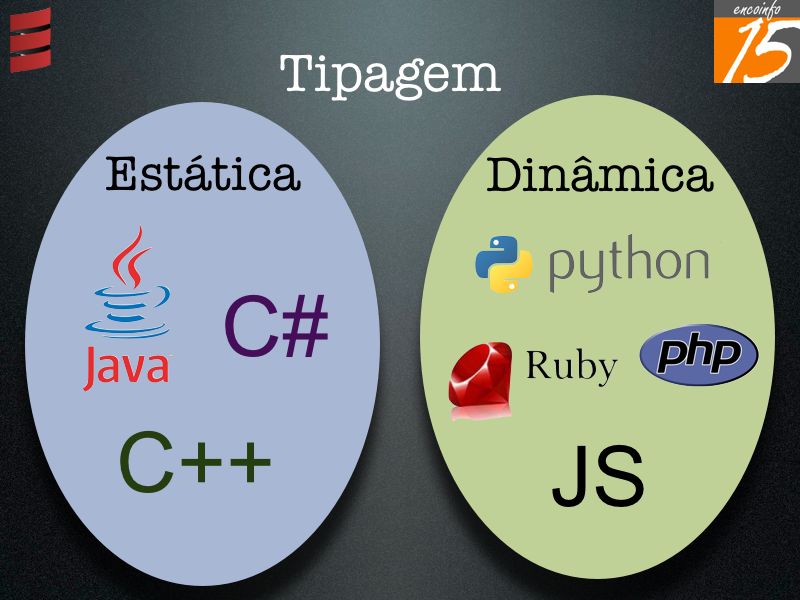 encoinfo
15
Tipagem
Estática
Dinâmica
python
Java
C#
Ruby
php
C++
JS